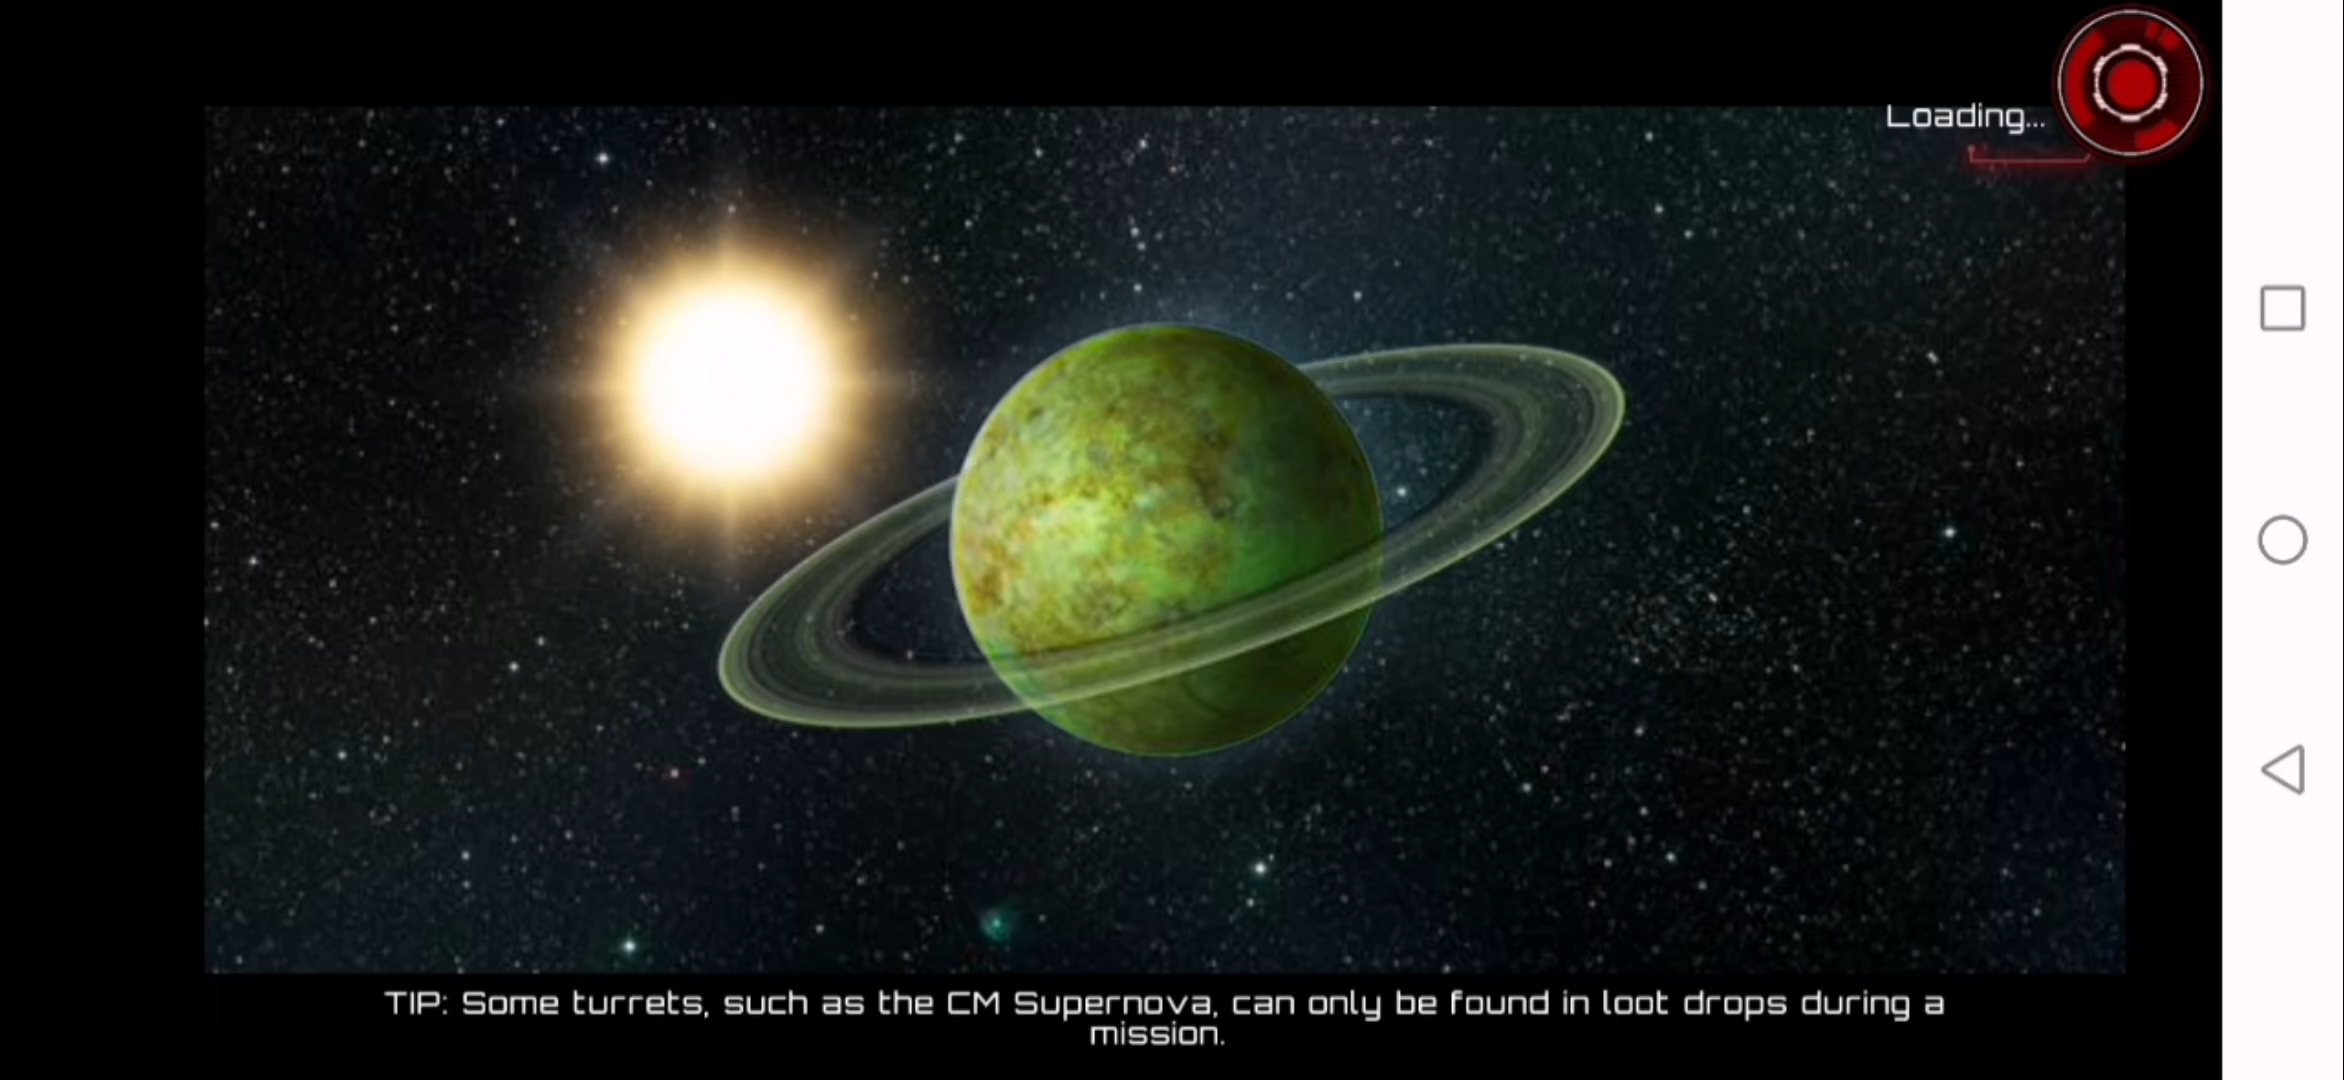 Loading...
TIP: Some turrets, such as the CM Supernova, can only be found in loot drops during a
mission.